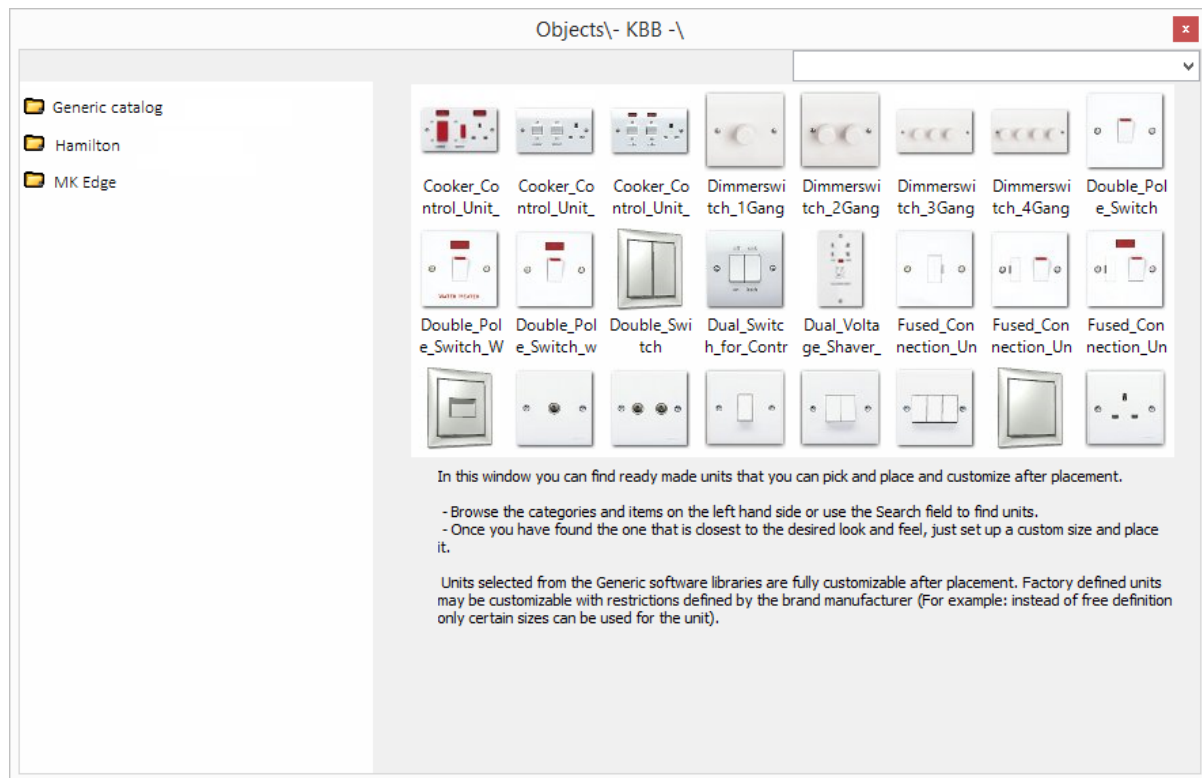 Objects\- KBB -\
x
Generic catalog
Hamilton
MK Edge
Cooker_Co Cooker_Co Cooker_Co Dimmerswi Dimmerswi Dimmerswi Dimmerswi Double_Pol
ntrol_Unit_ ntrol_Unit_ ntrol_Unit_ tch_1Gang tch_2Gang tch_3Gang tch_4Gang e_Switch
WATER HEATER
Double_Pol Double_Pol Double_Swi Dual_Switc Dual_Volta Fused_Con Fused_Con Fused_Con
e_Switch_W e_Switch_w tch h_for_Contr ge_Shaver_ nection_Un nection_Un nection_Un
In this window you can find ready made units that you can pick and place and customize after placement.
- Browse the categories and items on the left hand side or use the Search field to find units.
- Once you have found the one that is closest to the desired look and feel, just set up a custom size and place
it.
Units selected from the Generic software libraries are fully customizable after placement. Factory defined units
may be customizable with restrictions defined by the brand manufacturer (For example: instead of free definition
only certain sizes can be used for the unit).